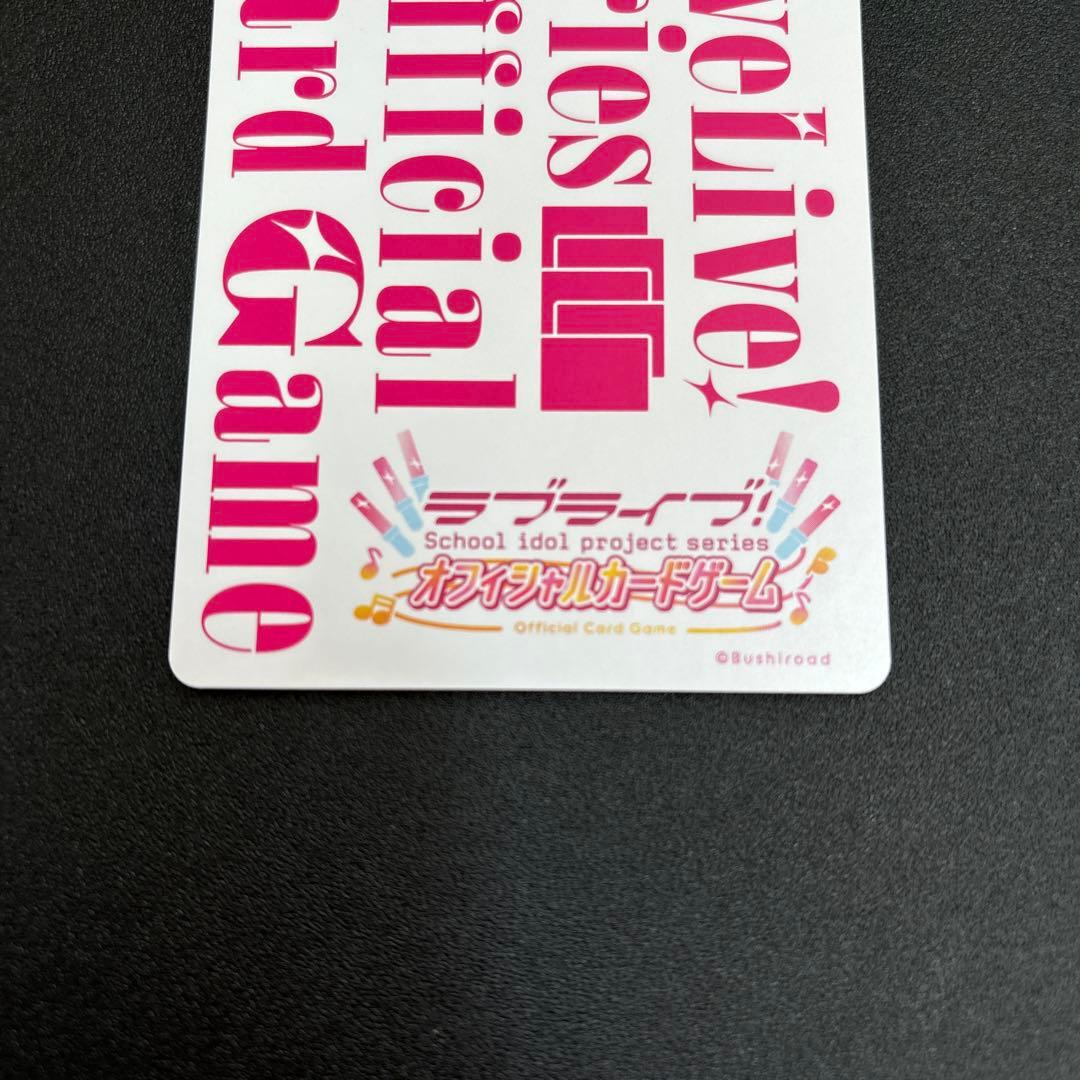 veLive!
ries
fficial
ard Game
ラブライブ!
School idol project series
オフィシャルカードゲーム
Official Card Game
©Bushiroad